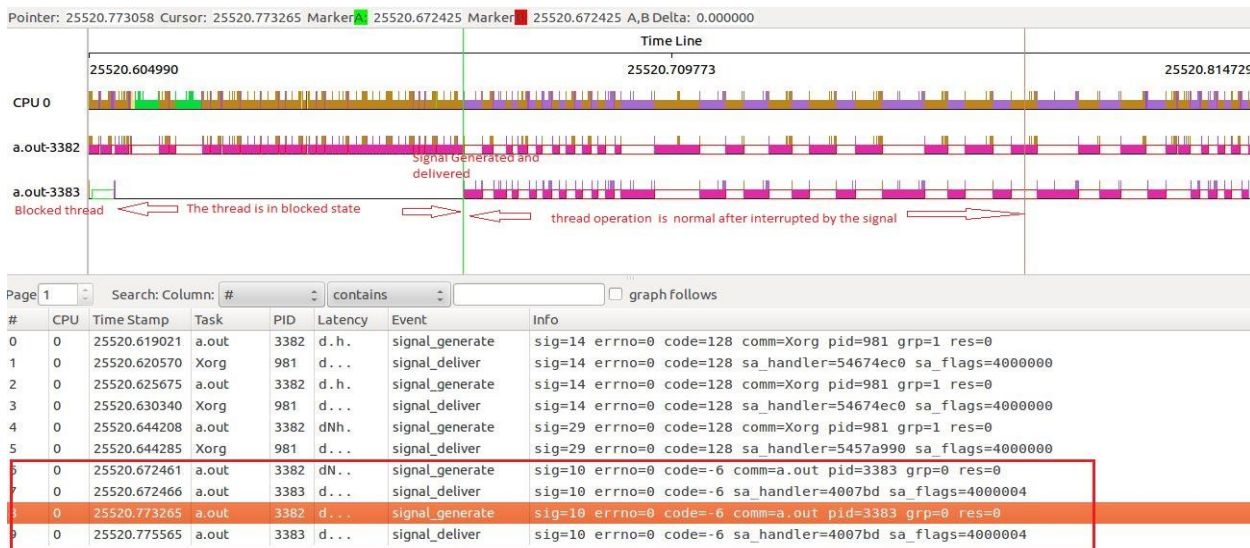 Pointer: 25520.773058 Cursor: 25520.773265 MarkerA: 25520.672425 Marker 25520.672425 A,B Delta: 0.000000
Time Line
25520.604990 25520.709773 25520.814729
CPU 0
a.out-3382
Signal Generated and
delivered
a.out-3383
Blocked thread The thread is in blocked state thread operation is normal after interrupted by the signal
Page 1 Search: Column: # contains graph follows
# CPU Time Stamp Task PID Latency Event Info
0 0 25520.619021 a.out 3382 d.h. signal_generate sig=14 errno=0 code=128 comm=Xorg pid=981 grp=1 res=0
1 0 25520.620570 Xorg 981 d... signal_deliver sig=14 errno=0 code=128 sa_handler=54674ec0 sa_flags=4000000
2 0 25520.625675 a.out 3382 d.h. signal_generate sig=14 errno=0 code=128 comm=Xorg pid=981 grp=1 res=0
3 0 25520.630340 Xorg 981 d... signal_deliver sig=14 errno=0 code=128 sa_handler=54674ec0 sa_flags=4000000
4 0 25520.644208 a.out 3382 dNh. signal_generate sig=29 errno=0 code=128 comm=Xorg pid=981 grp=1 res=0
5 0 25520.644285 Xorg 981 d... signal_deliver sig=29 errno=0 code=128 sa_handler=5457a990 sa_flags=4000000
6 0 25520.672461 a.out 3382 dN.. signal_generate sig=10 errno=0 code=-6 comm=a.out pid=3383 grp=0 res=0
7 0 25520.672466 a.out 3383 d... signal_deliver sig=10 errno=0 code=-6 sa_handler=4007bd sa_flags=4000004
8 0 25520.773265 a.out 3382 d... signal_generate sig=10 errno=0 code=-6 comm=a.out pid=3383 grp=0 res=0
9 0 25520.775565 a.out 3383 d... signal_deliver sig=10 errno=0 code=-6 sa_handler=4007bd sa_flags=4000004